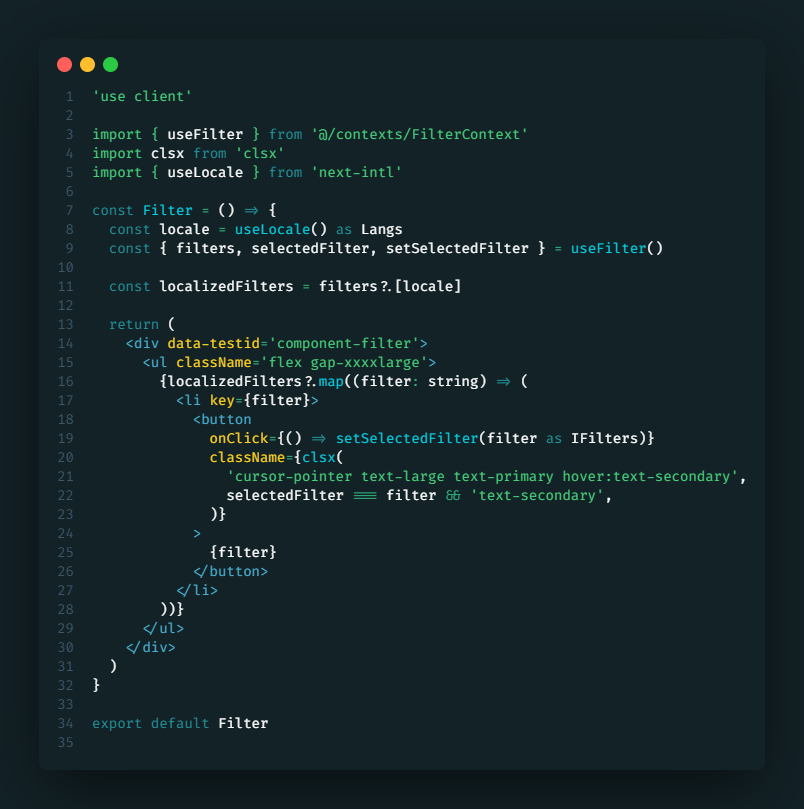 1 'use client'
2
3 import { useFilter } from '@/contexts/FilterContext'
4 import clsx from 'clsx'
5 import { useLocale } from 'next-intl'
6
7 const Filter = () => {
8   const locale = useLocale() as Langs
9   const { filters, selectedFilter, setSelectedFilter } = useFilter()
10
11   const localizedFilters = filters?.[locale]
12
13   return (
14     <div data-testid='component-filter'>
15       <ul className='flex gap-xxxxlarge'>
16         {localizedFilters?.map((filter: string) => (
17           <li key={filter}>
18             <button
19               onClick={() => setSelectedFilter(filter as IFilters)}
20               className={clsx(
21                 'cursor-pointer text-large text-primary hover:text-secondary',
22                 selectedFilter === filter && 'text-secondary',
23               )}
24             >
25               {filter}
26             </button>
27           </li>
28         ))}
29       </ul>
30     </div>
31   )
32 }
33
34 export default Filter
35